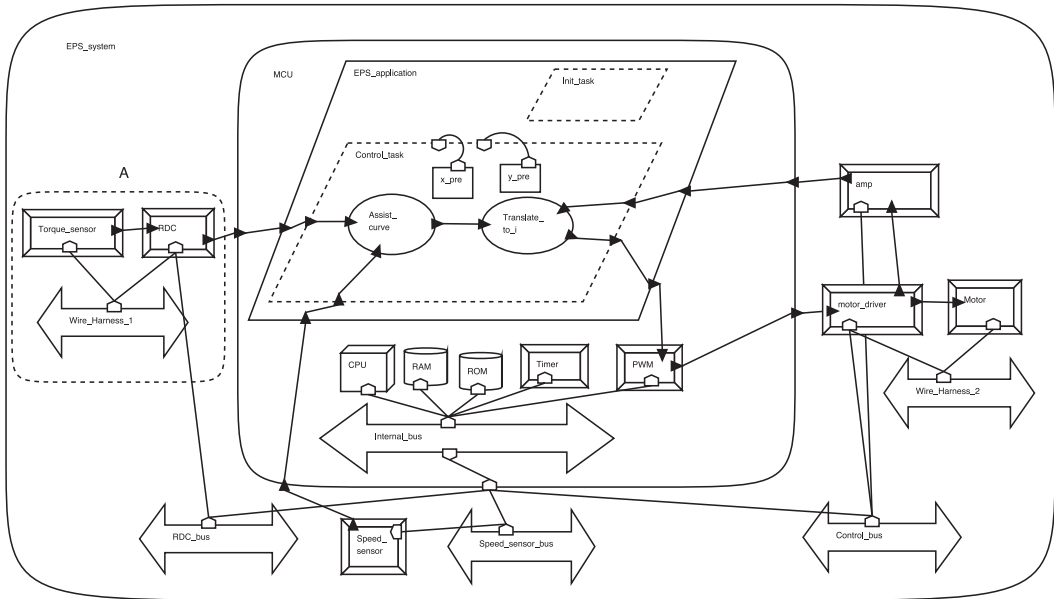 EPS_system
MCU
EPS_application
Init_task
Control_task
x_pre
y_pre
A
amp
Torque_sensor
RDC
Assist_
curve
Translate_
to_i
Wire_Harness_1
motor_driver
Motor
CPU
RAM
ROM
Timer
PWM
Wire_Harness_2
Internal_bus
RDC_bus
Speed_
sensor
Speed_sensor_bus
Control_bus